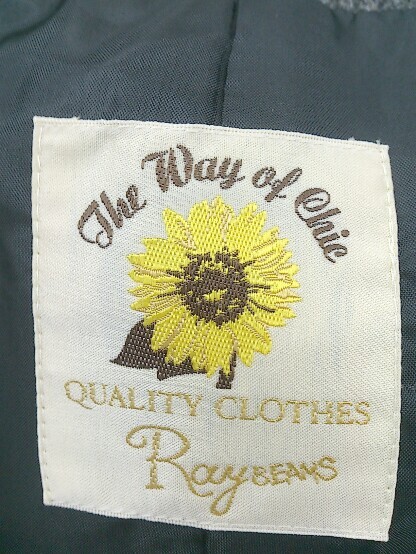 The Way of Chic
QUALITY CLOTHES
Ray BEAMS